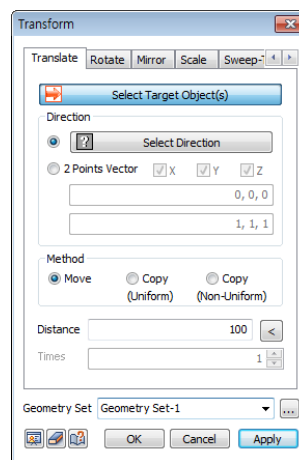 Transform
Translate Rotate Mirror Scale Sweep-
Select Target Object(s)
Direction
Select Direction
2 Points Vector X Y Z
0, 0, 0
1, 1, 1
Method
Move Copy (Uniform) Copy (Non-Uniform)
Distance 100 <
Times 1
Geometry Set Geometry Set-1 ...
OK Cancel Apply